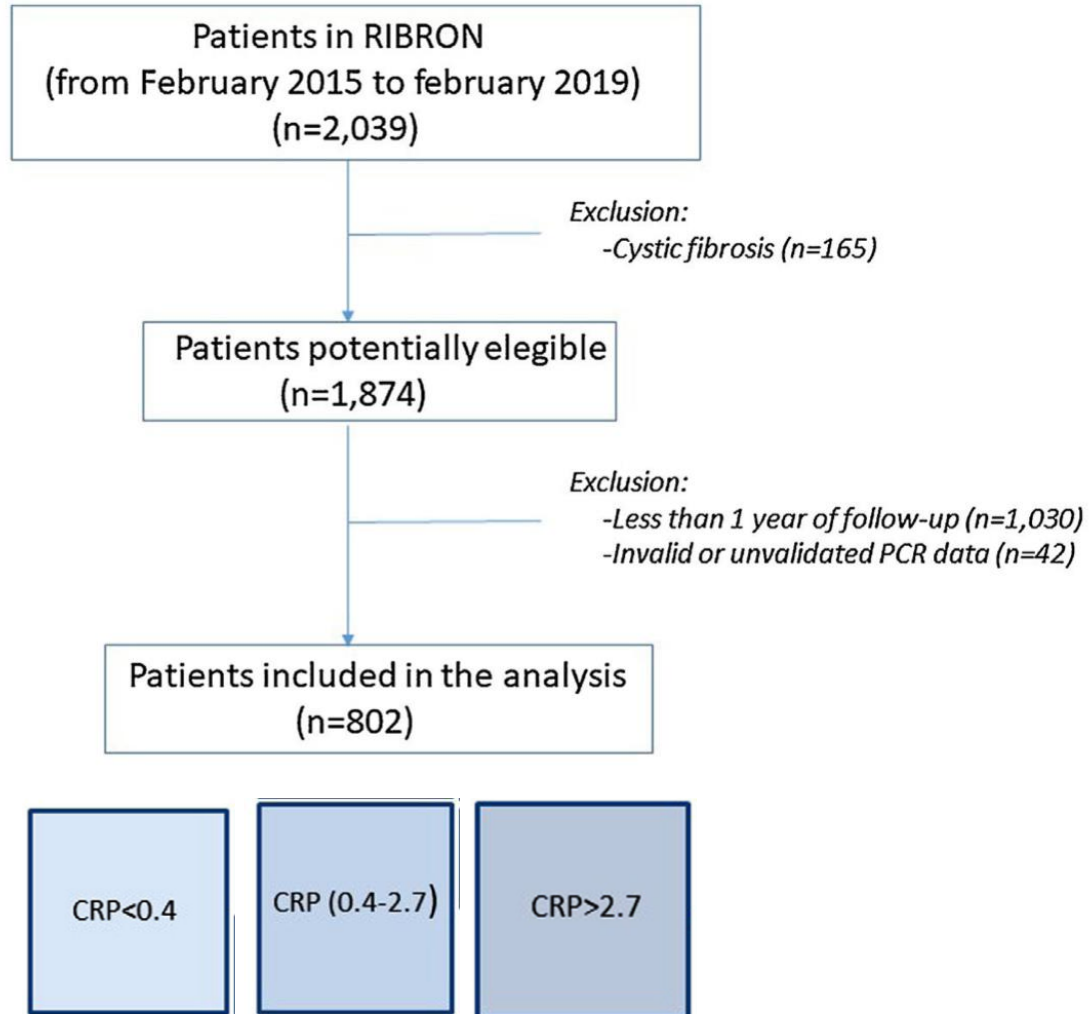 Patients in RIBRON
(from February 2015 to february 2019)
(n=2,039)
Exclusion:
-Cystic fibrosis (n=165)
Patients potentially elegible
(n=1,874)
Exclusion:
-Less than 1 year of follow-up (n=1,030)
-Invalid or unvalidated PCR data (n=42)
Patients included in the analysis
(n=802)
CRP<0.4
CRP (0.4-2.7)
CRP>2.7